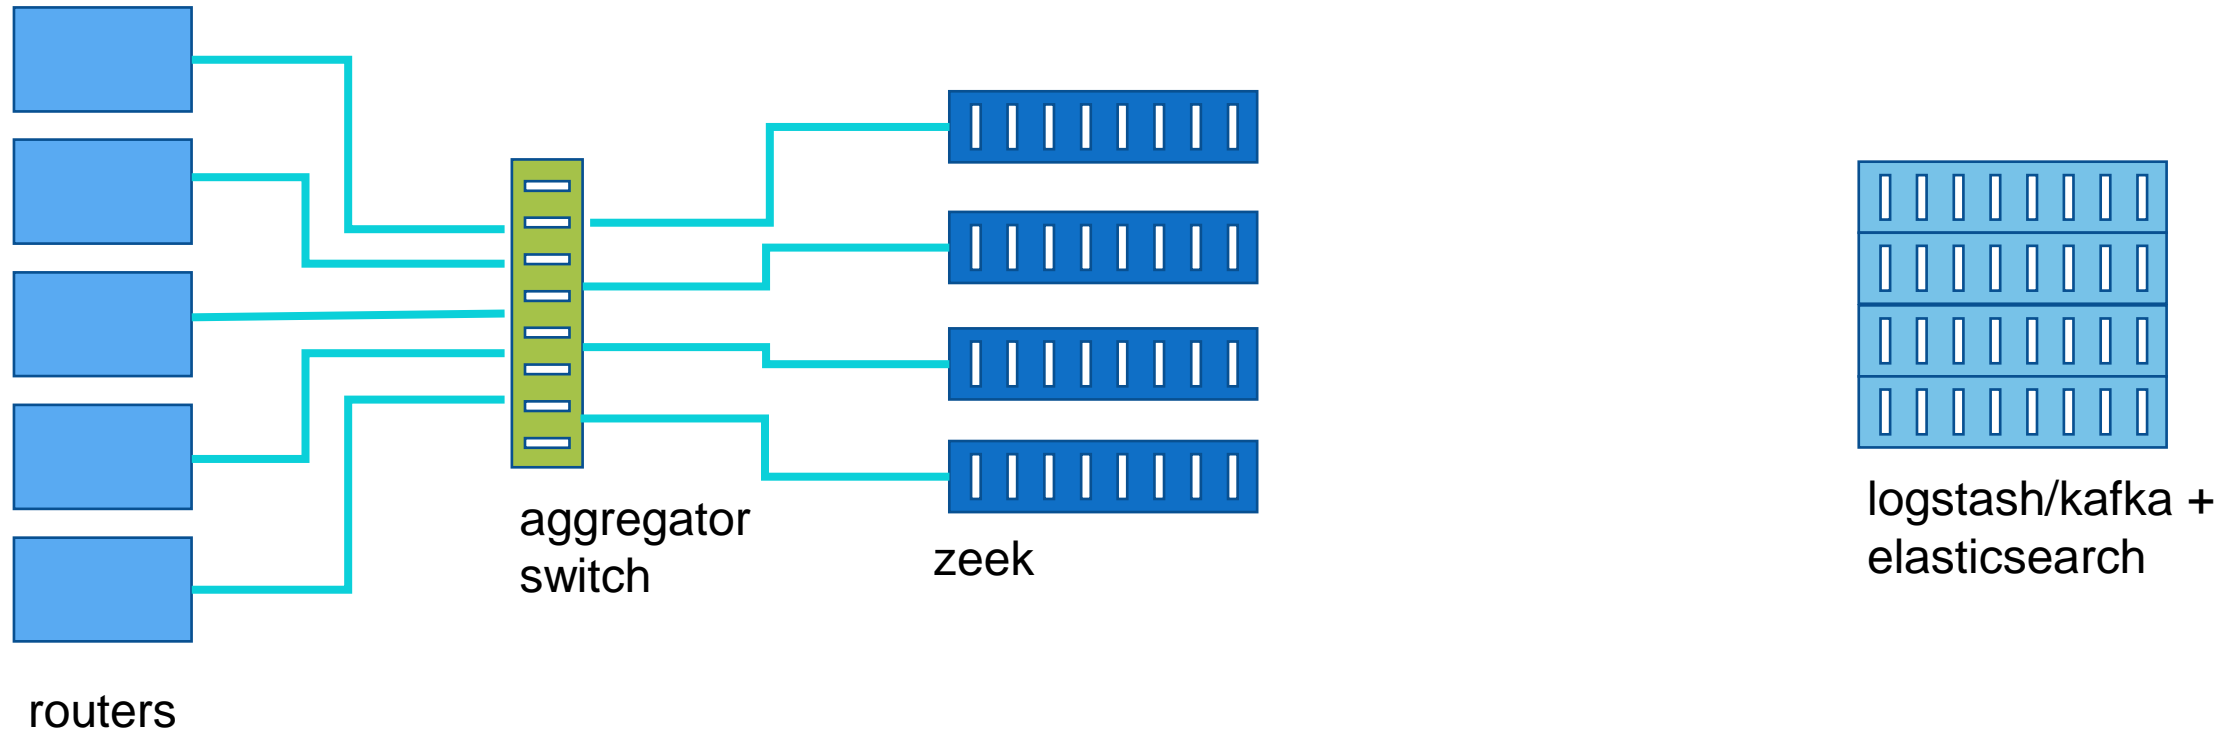 aggregator
switch
zeek
logstash/kafka +
elasticsearch
routers